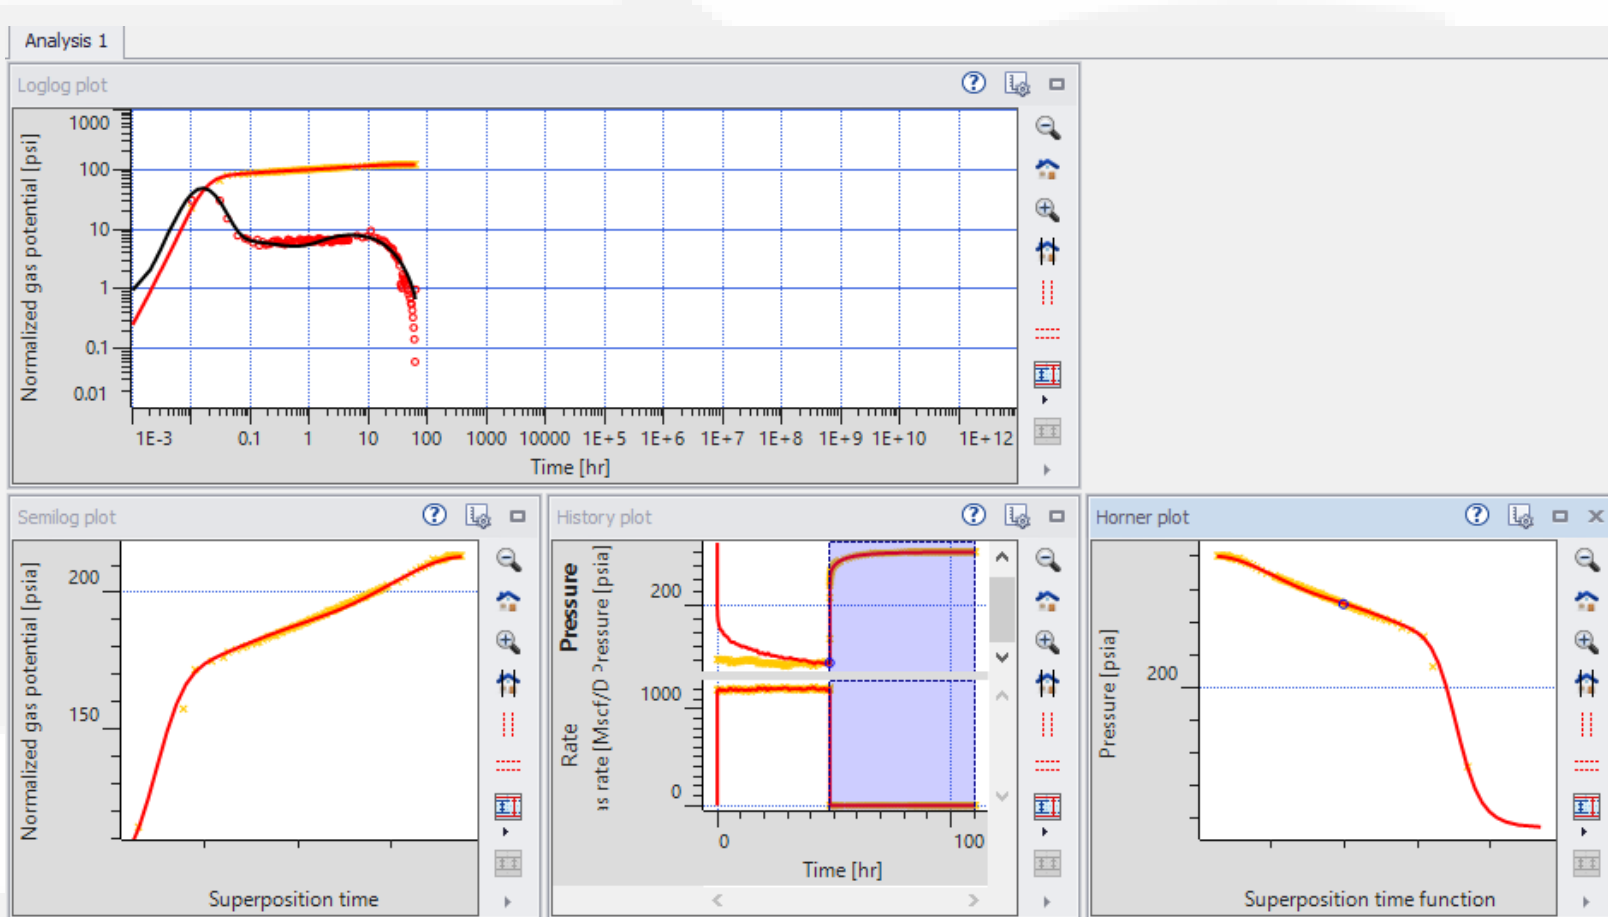 Analysis 1
Loglog plot
Normalized gas potential [psi]
1000
100
10
1
0.1
0.01
1E-3 0.1 1 10 100 1000 10000 1E+5 1E+6 1E+7 1E+8 1E+9 1E+10 1E+12
Time [hr]
Semilog plot
Normalized gas potential [psia]
200
150
Superposition time
History plot
Pressure
Pressure [psia]
200
Rate
as rate [Mscf/D
1000
0
0 100
Time [hr]
Horner plot
Pressure [psia]
200
Superposition time function